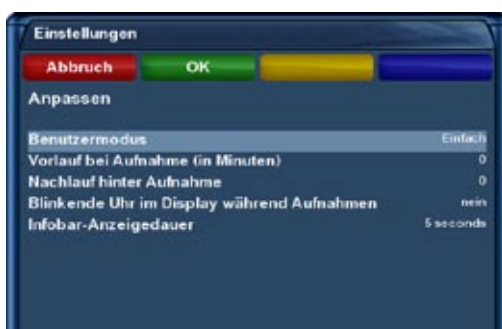 Einstellungen
Abbruch OK
Anpassen
Benutzermodus Einfach
Vorlauf bei Aufnahme (in Minuten) 0
Nachlauf hinter Aufnahme 0
Blinkende Uhr im Display während Aufnahmen nein
Infobar-Anzeigedauer 5 seconds